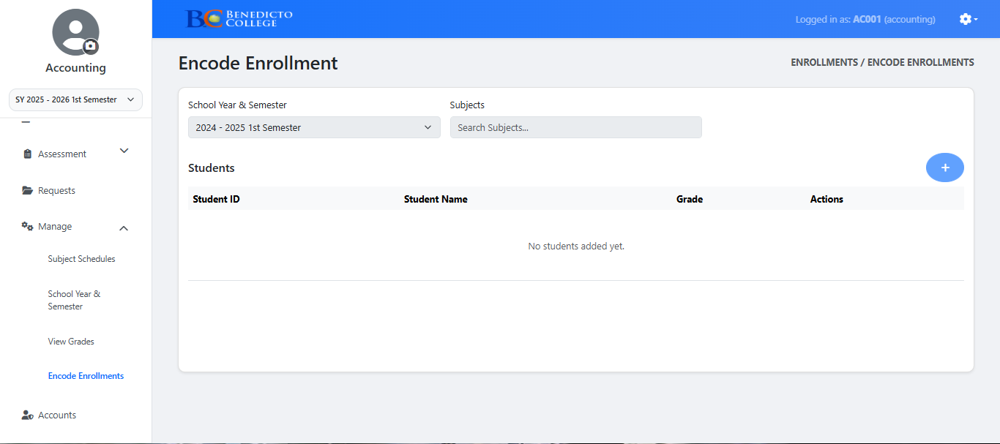 BC BENEDICTO COLLEGE
Logged in as: AC001 (accounting)
Accounting
SY 2025 - 2026 1st Semester
Assessment
Requests
Manage
Subject Schedules
School Year &
Semester
View Grades
Encode Enrollments
Accounts
Encode Enrollment
ENROLLMENTS / ENCODE ENROLLMENTS
School Year & Semester
Subjects
2024 - 2025 1st Semester
Search Subjects...
Students
+
Student ID
Student Name
Grade
Actions
No students added yet.